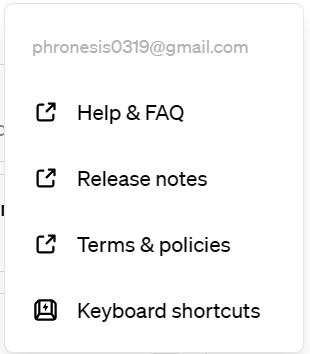 phronesis0319@gmail.com
Help & FAQ
Release notes
Terms & policies
Keyboard shortcuts